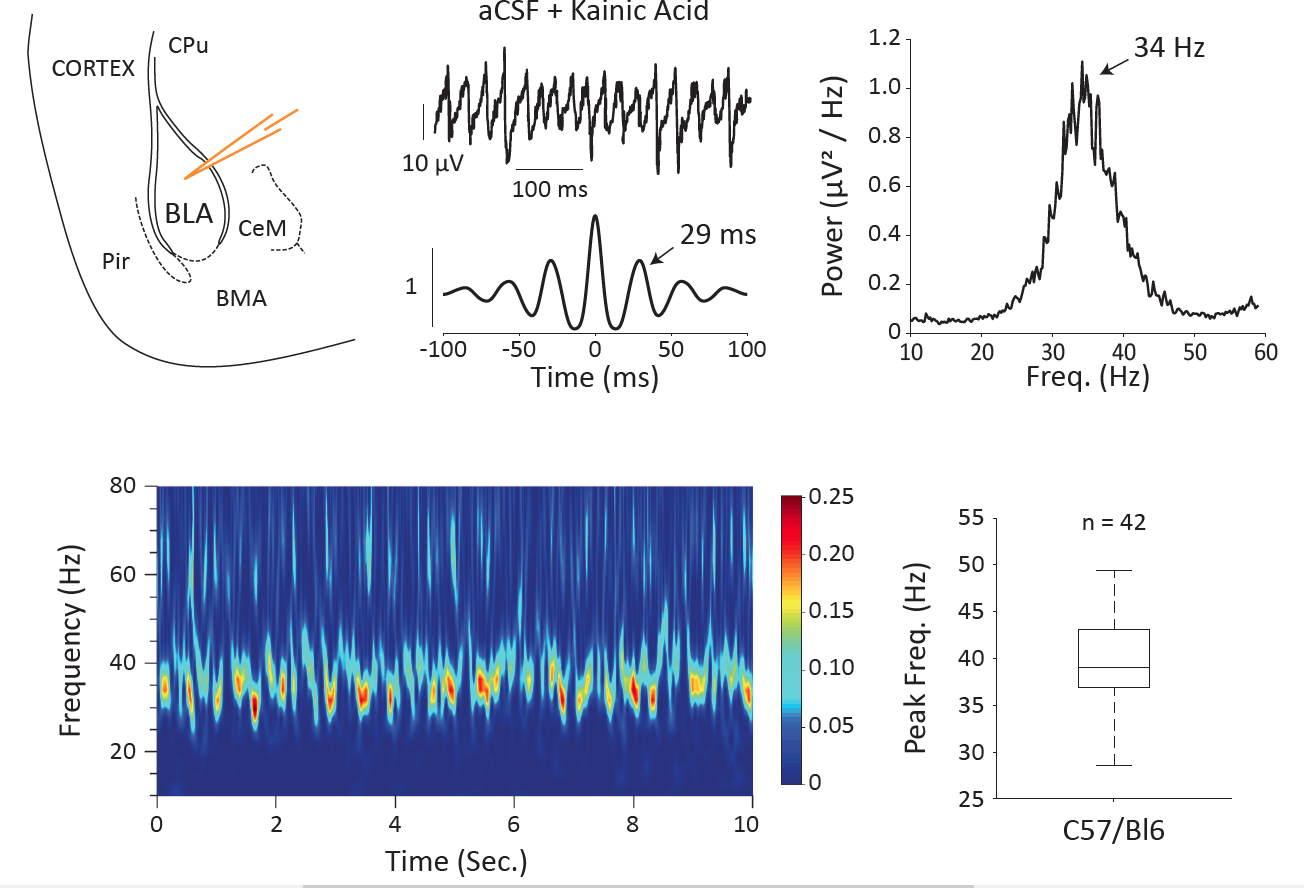 aCSF + Kainic Acid
CORTEX
CPu
BLA
CeM
Pir
BMA
10 µV
100 ms
29 ms
1
-100 -50 0 50 100
Time (ms)
34 Hz
1.2
1.0
0.8
0.6
0.4
0.2
0
Power (µV² / Hz)
10 20 30 40 50 60
Freq. (Hz)
80
60
40
20
Frequency (Hz)
0 2 4 6 8 10
Time (Sec.)
0.25
0.20
0.15
0.10
0.05
0
n = 42
55
50
45
40
35
30
25
Peak Freq. (Hz)
C57/Bl6